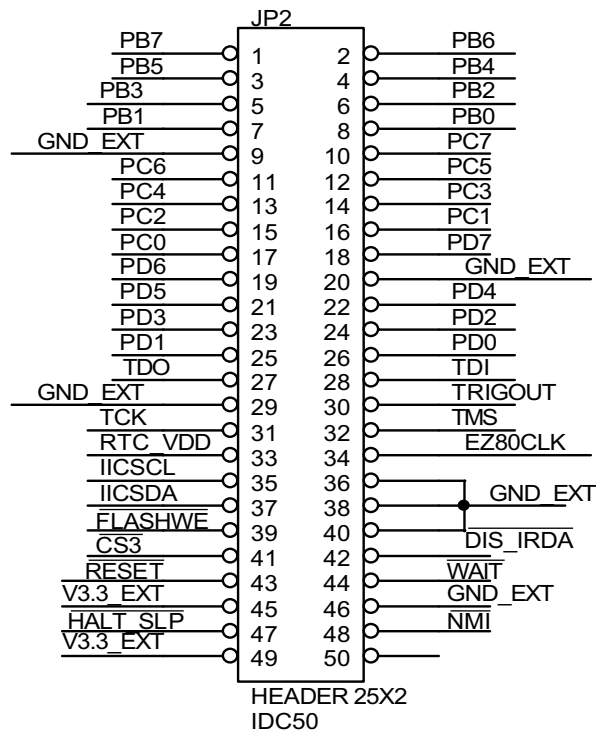 JP2
PB7 1 2 PB6
PB5 3 4 PB4
PB3 5 6 PB2
PB1 7 8 PB0
GND_EXT 9 10 PC7
PC6 11 12 PC5
PC4 13 14 PC3
PC2 15 16 PC1
PC0 17 18 PD7
PD6 19 20 GND_EXT
PD5 21 22 PD4
PD3 23 24 PD2
PD1 25 26 PD0
TDO 27 28 TDI
GND_EXT 29 30 TRIGOUT
TCK 31 32 TMS
RTC_VDD 33 34 EZ80CLK
IICSCL 35 36
IICSDA 37 38 GND_EXT
FLASHWE 39 40
CS3 41 42 DIS_IRDA
RESET 43 44 WAIT
V3.3_EXT 45 46 GND_EXT
HALT_SLP 47 48 NMI
V3.3_EXT 49 50
HEADER 25X2
IDC50